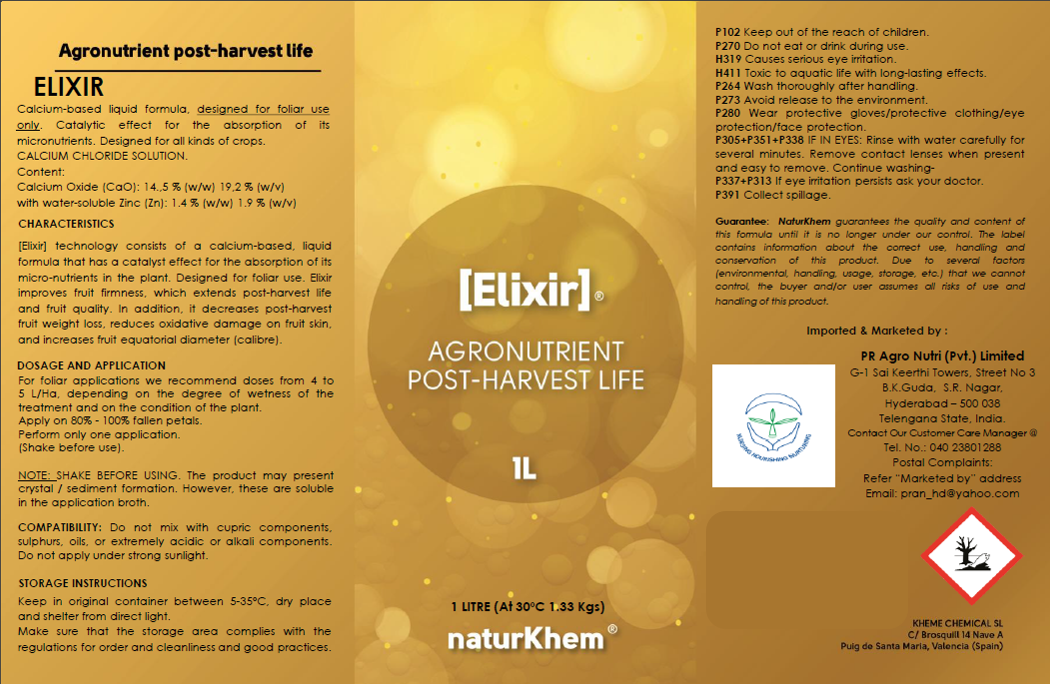 Agronutrient post-harvest life
ELIXIR
Calcium-based liquid formula, designed for foliar use
only. Catalytic effect for the absorption of its
micronutrients. Designed for all kinds of crops.
CALCIUM CHLORIDE SOLUTION.
Content:
Calcium Oxide (CaO): 14.,5 % (w/w) 19,2 % (w/v)
with water-soluble Zinc (Zn): 1.4 % (w/w) 1.9 % (w/v)
CHARACTERISTICS
[Elixir] technology consists of a calcium-based, liquid
formula that has a catalyst effect for the absorption of its
micro-nutrients in the plant. Designed for foliar use. Elixir
improves fruit firmness, which extends post-harvest life
and fruit quality. In addition, it decreases post-harvest
fruit weight loss, reduces oxidative damage on fruit skin,
and increases fruit equatorial diameter (calibre).
DOSAGE AND APPLICATION
For foliar applications we recommend doses from 4 to
5 L/Ha, depending on the degree of wetness of the
treatment and on the condition of the plant.
Apply on 80% - 100% fallen petals.
Perform only one application.
(Shake before use).
NOTE: SHAKE BEFORE USING. The product may present
crystal / sediment formation. However, these are soluble
in the application broth.
COMPATIBILITY: Do not mix with cupric components,
sulphurs, oils, or extremely acidic or alkali components.
Do not apply under strong sunlight.
STORAGE INSTRUCTIONS
Keep in original container between 5-35ºC, dry place
and shelter from direct light.
Make sure that the storage area complies with the
regulations for order and cleanliness and good practices.
[Elixir]®
AGRONUTRIENT
POST-HARVEST LIFE
1L
1 LITRE (At 30ºC 1.33 Kgs)
naturKhem®
P102 Keep out of the reach of children.
P270 Do not eat or drink during use.
H319 Causes serious eye irritation.
H411 Toxic to aquatic life with long-lasting effects.
P264 Wash thoroughly after handling.
P273 Avoid release to the environment.
P280 Wear protective gloves/protective clothing/eye
protection/face protection.
P305+P351+P338 IF IN EYES: Rinse with water carefully for
several minutes. Remove contact lenses when present
and easy to remove. Continue washing-
P337+P313 If eye irritation persists ask your doctor.
P391 Collect spillage.
Guarantee: NaturKhem guarantees the quality and content of
this formula until it is no longer under our control. The label
contains information about the correct use, handling and
conservation of this product. Due to several factors
(environmental, handling, usage, storage, etc.) that we cannot
control, the buyer and/or user assumes all risks of use and
handling of this product.
Imported & Marketed by :
PR Agro Nutri (Pvt.) Limited
G-1 Sai Keerthi Towers, Street No 3
B.K.Guda, S.R. Nagar,
Hyderabad – 500 038
Telengana State, India.
Contact Our Customer Care Manager @
Tel. No.: 040 23801288
Postal Complaints:
Refer "Marketed by" address
Email: pran_hd@yahoo.com
NOURISHING NURTURING
KHEME CHEMICAL SL
C/ Brosquill 14 Nave A
Puig de Santa Maria, Valencia (Spain)